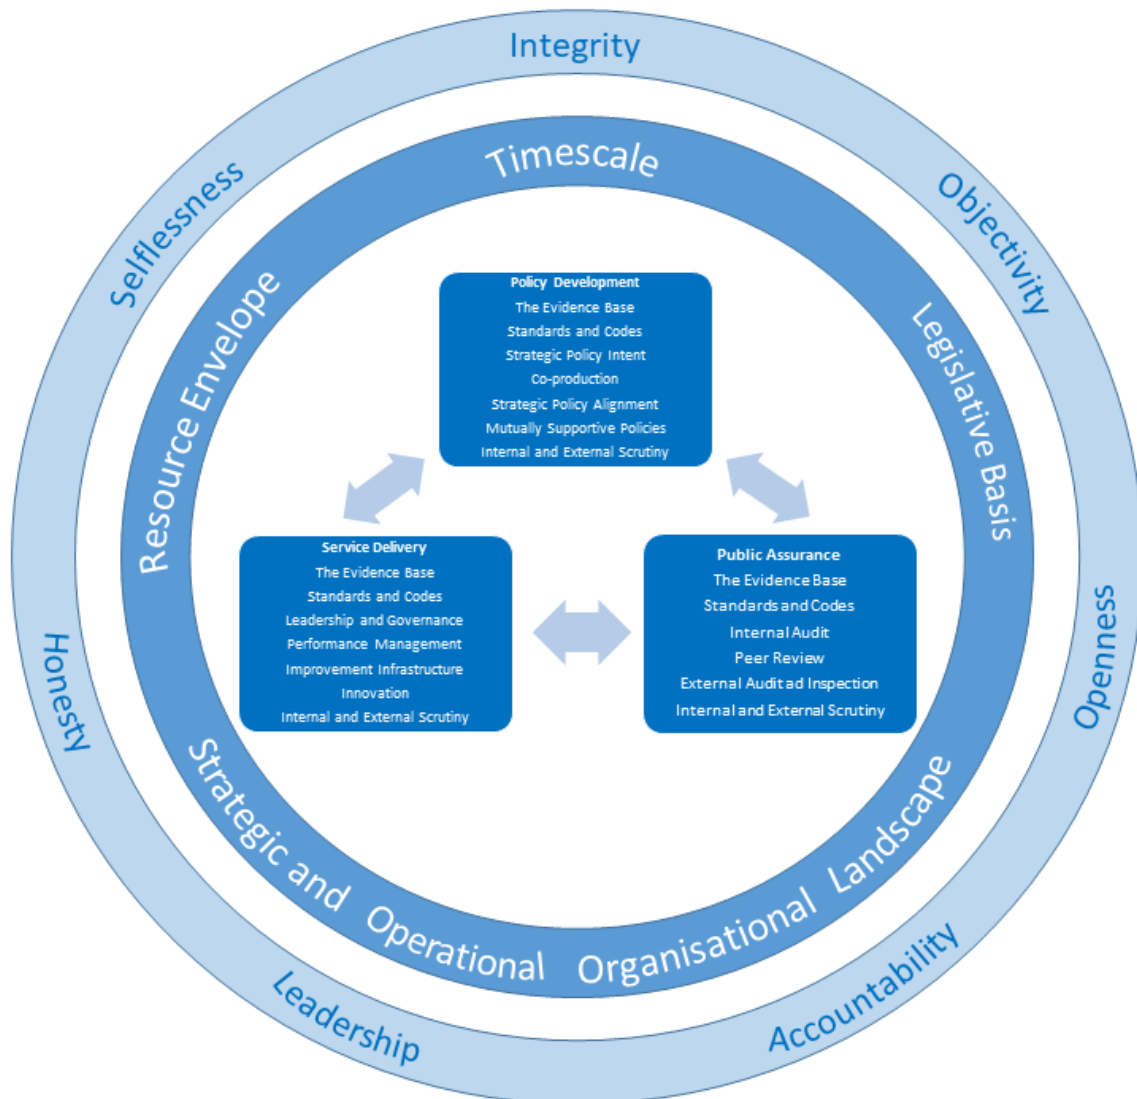 Integrity
Selflessness
Objectivity
Honesty
Openness
Leadership
Accountability
Timescale
Resource Envelope
Legislative Basis
Strategic and Operational Organisational Landscape
Policy Development
The Evidence Base
Standards and Codes
Strategic Policy Intent
Co-production
Strategic Policy Alignment
Mutually Supportive Policies
Internal and External Scrutiny
Service Delivery
The Evidence Base
Standards and Codes
Leadership and Governance
Performance Management
Improvement Infrastructure
Innovation
Internal and External Scrutiny
Public Assurance
The Evidence Base
Standards and Codes
Internal Audit
Peer Review
External Audit ad Inspection
Internal and External Scrutiny